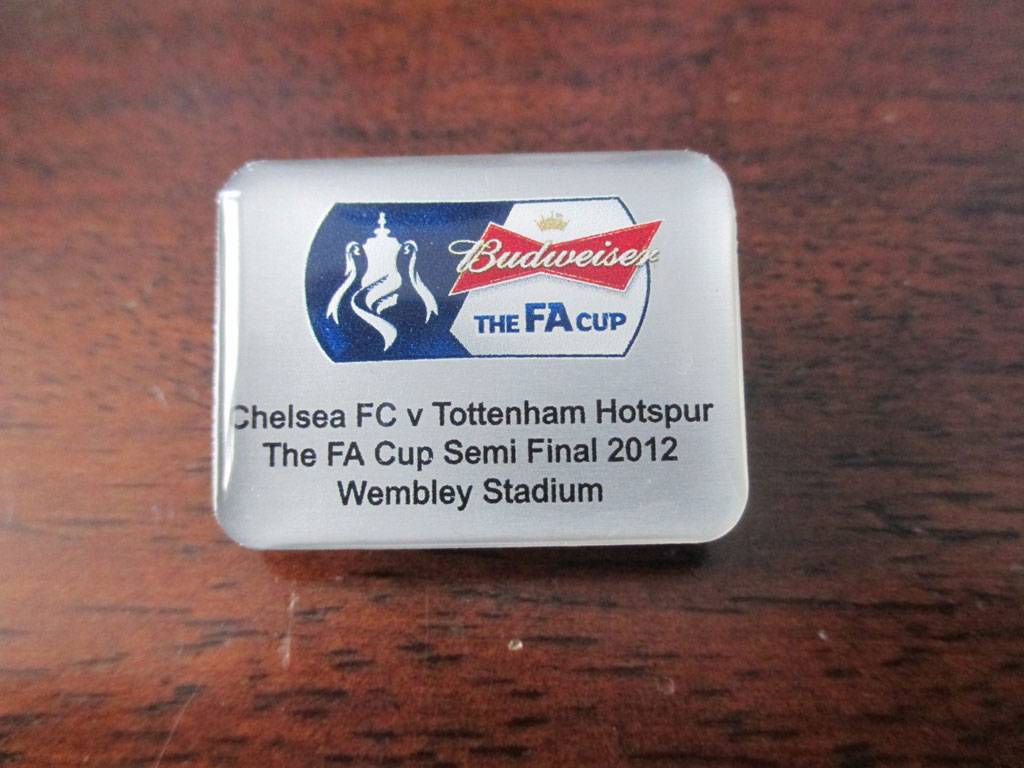 Budweiser
THE FA CUP
Chelsea FC v Tottenham Hotspur
The FA Cup Semi Final 2012
Wembley Stadium